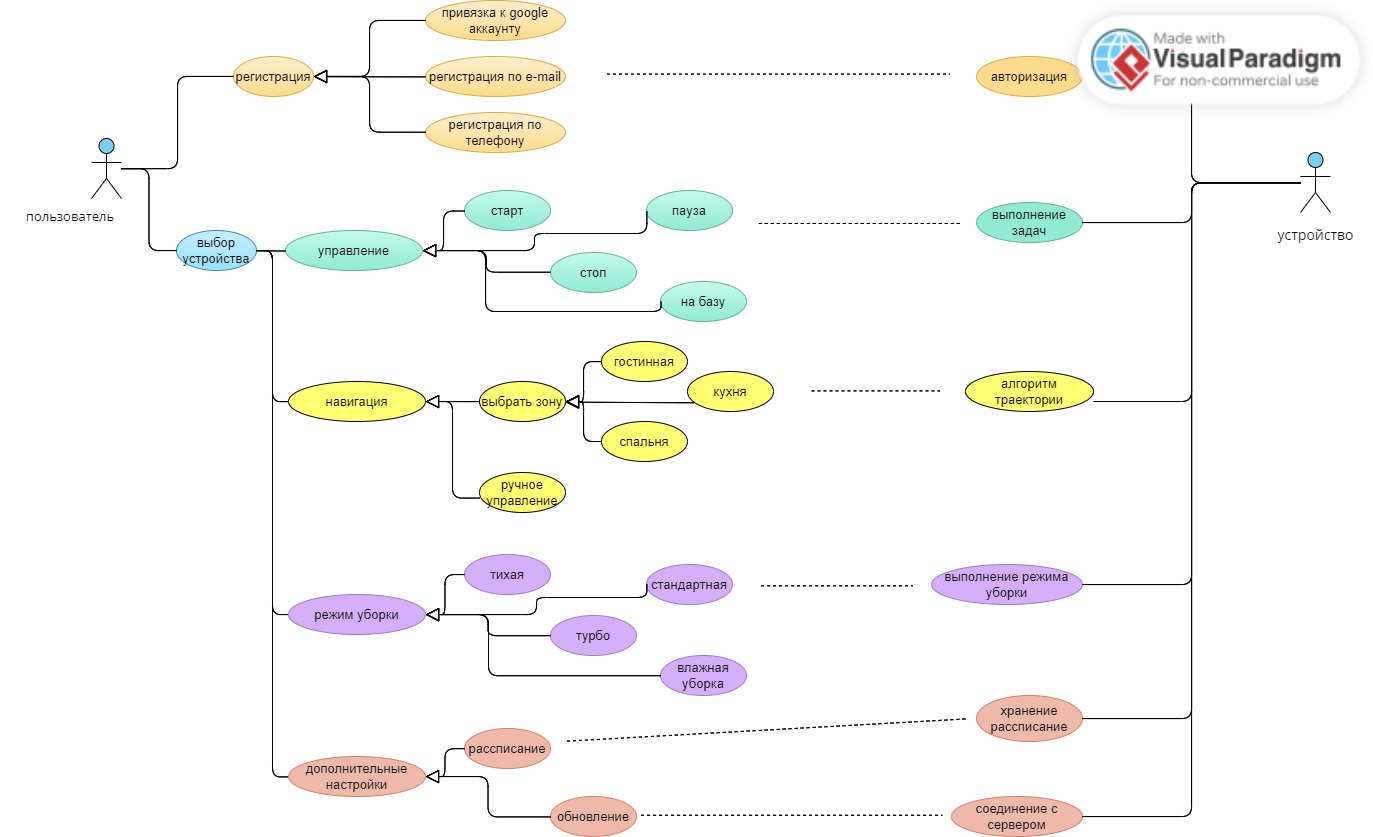 привязка к google
аккаунту
регистрация
регистрация по e-mail
регистрация по
телефону
авторизация
Made with
Visual Paradigm
For non-commercial use
пользователь
устройство
выбор
устройства
управление
старт
пауза
стоп
на базу
выполнение
задач
навигация
выбрать зону
гостинная
кухня
спальня
ручное
управление
алгоритм
траектории
режим уборки
тихая
стандартная
турбо
влажная
уборка
выполнение режима
уборки
дополнительные
настройки
рассписание
обновление
хранение
рассписание
соединение с
сервером